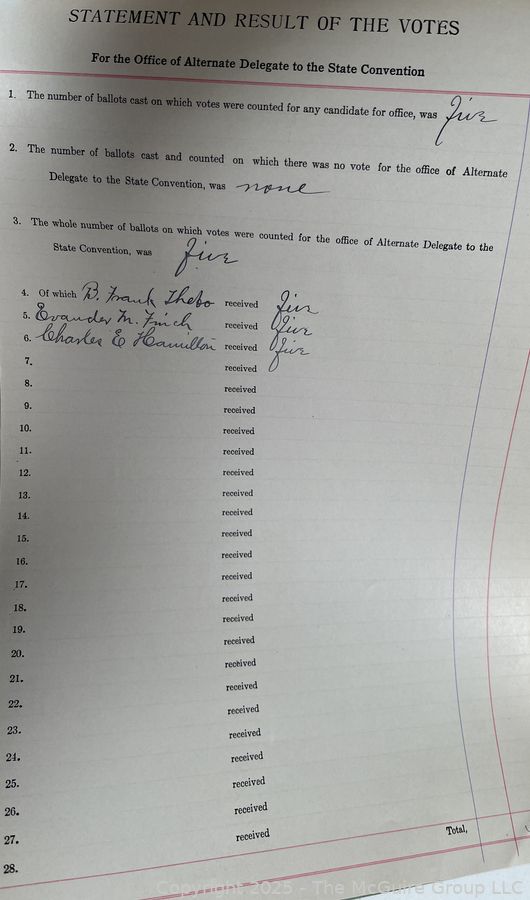 STATEMENT AND RESULT OF THE VOTES
For the Office of Alternate Delegate to the State Convention
1. The number of ballots cast on which votes were counted for any candidate for office, was five
2. The number of ballots cast and counted on which there was no vote for the office of Alternate
Delegate to the State Convention, was none
3. The whole number of ballots on which votes were counted for the office of Alternate Delegate to the
State Convention, was five
4. Of which B. Frank Thebo received five
5. Evander M. Finch received five
6. Charles E Hamilton received five
7. received
8. received
9. received
10. received
11. received
12. received
13. received
14. received
15. received
16. received
17. received
18. received
19. received
20. received
21. received
22. received
23. received
24. received
25. received
26. received
27. received
Total,
28.
Copyright 2025 - The McGuire Group LLC